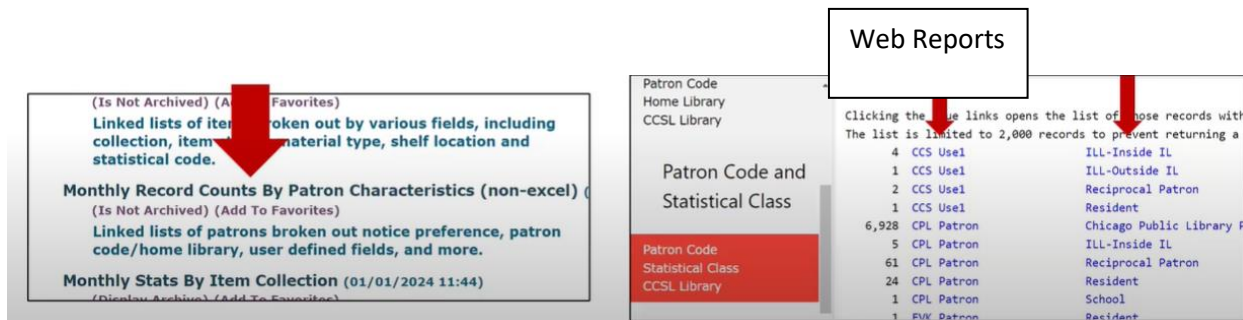 Web Reports
(Is Not Archived) (A Favorites)
Linked lists of roken out by various fields, including
collection, item aterial type, shelf location and
statistical code.
Monthly Record Counts By Patron Characteristics (non-excel) (
(Is Not Archived) (Add To Favorites)
Linked lists of patrons broken out notice preference, patron
code/home library, user defined fields, and more.
Monthly Stats By Item Collection (01/01/2024 11:44)
(Display Archive) (Add To Favorites)
Patron Code
Home Library
CCSL Library
Patron Code and
Statistical Class
Patron Code
Statistical Class
CCSL Library
Clicking the ue links opens the list of those records with
The list is limited to 2,000 records to prevent returning a
4 CCS Use1 ILL-Inside IL
1 CCS Use1 ILL-Outside IL
2 CCS Use1 Reciprocal Patron
1 CCS Use1 Resident
6,928 CPL Patron Chicago Public Library P
5 CPL Patron ILL-Inside IL
61 CPL Patron Reciprocal Patron
24 CPL Patron Resident
1 CPL Patron School
1 EVK Patron Resident